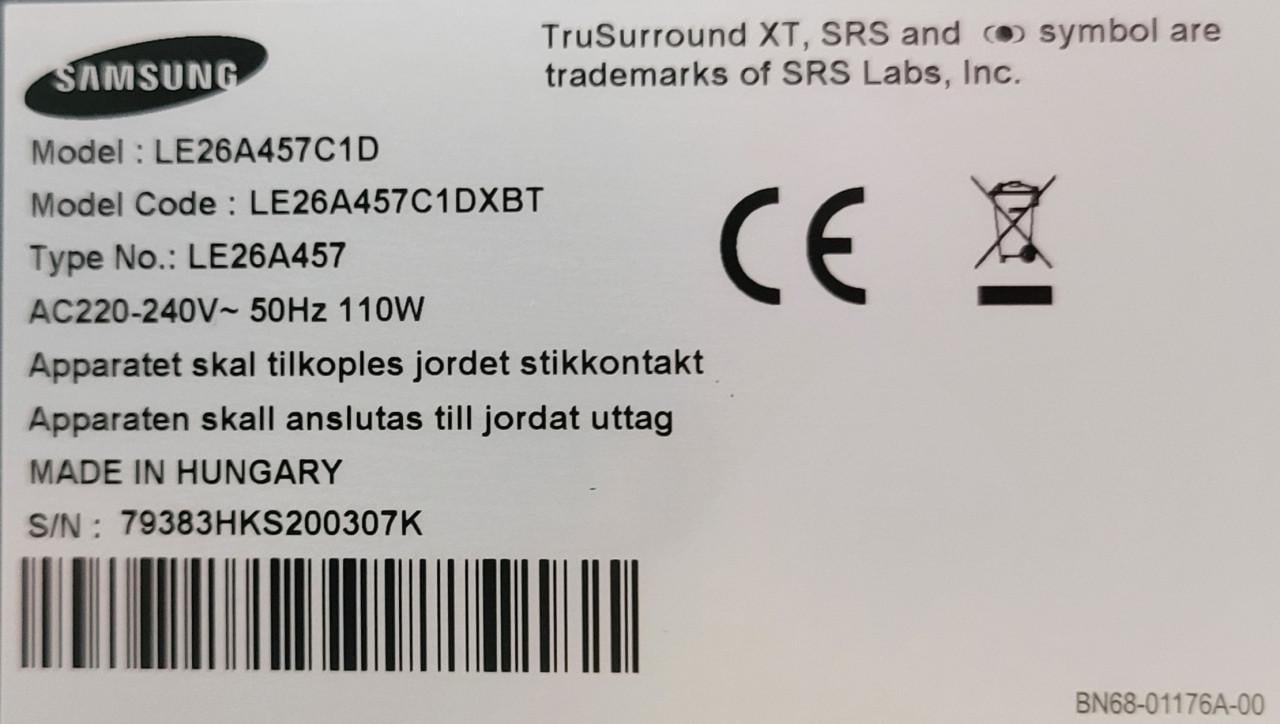 SAMSUNG
TruSurround XT, SRS and symbol are
trademarks of SRS Labs, Inc.
Model : LE26A457C1D
Model Code : LE26A457C1DXBT
Type No.: LE26A457
AC220-240V~ 50Hz 110W
Apparatet skal tilkoples jordet stikkontakt
Apparaten skall anslutas till jordat uttag
MADE IN HUNGARY
S/N : 79383HKS200307K
CE
BN68-01176A-00